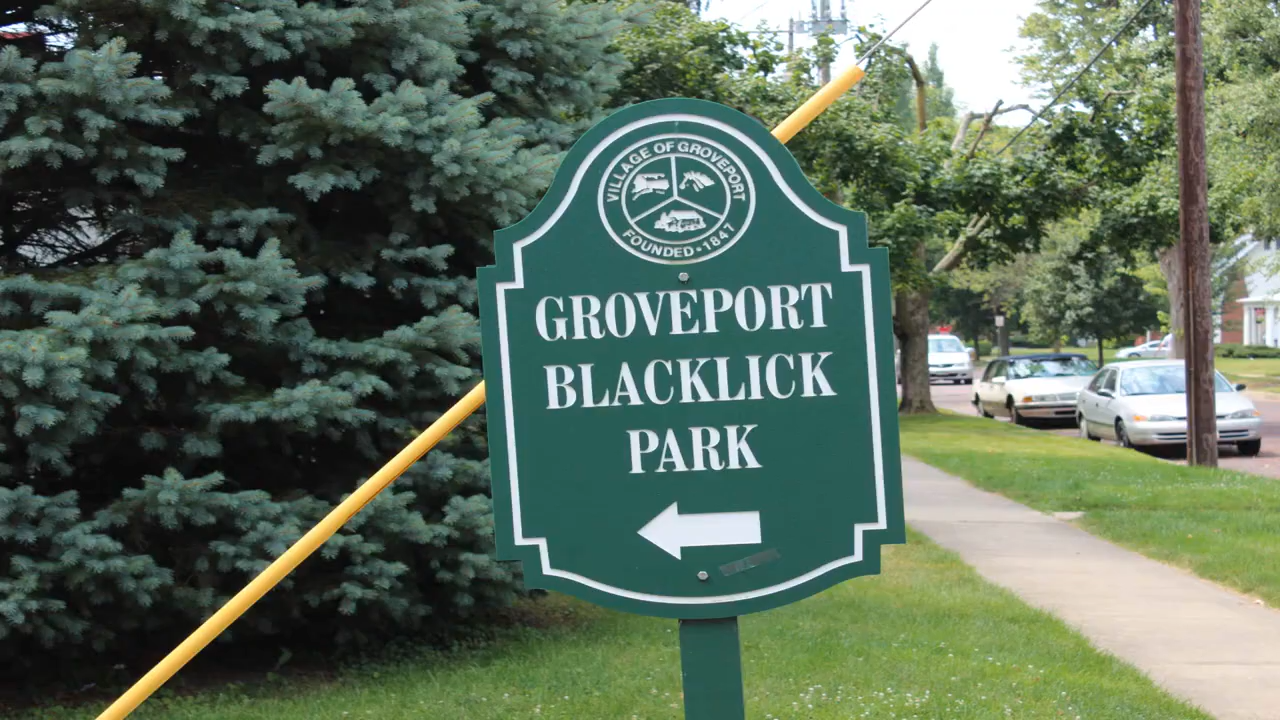 VILLAGE OF GROVEPORT
FOUNDED • 1847
GROVEPORT
BLACKLICK
PARK